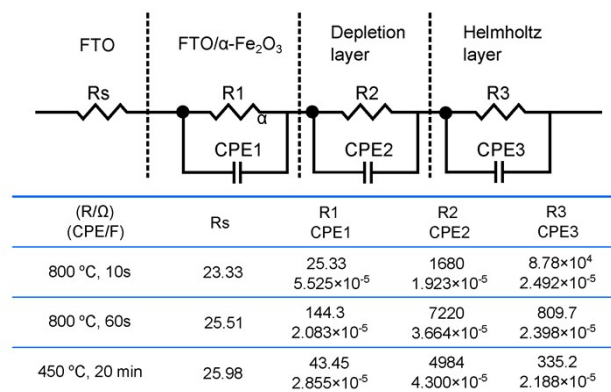 FTO FTO/α-Fe₂O₃ Depletion layer Helmholtz layer
Rs R1 R2 R3
α
CPE1 CPE2 CPE3
(R/Ω) (CPE/F) Rs R1 CPE1 R2 CPE2 R3 CPE3
800 ºC, 10s 23.33 25.33 5.525×10⁻⁵ 1680 1.923×10⁻⁵ 8.78×10⁴ 2.492×10⁻⁵
800 ºC, 60s 25.51 144.3 2.083×10⁻⁵ 7220 3.664×10⁻⁵ 809.7 2.398×10⁻⁵
450 ºC, 20 min 25.98 43.45 2.855×10⁻⁵ 4984 4.300×10⁻⁵ 335.2 2.188×10⁻⁵